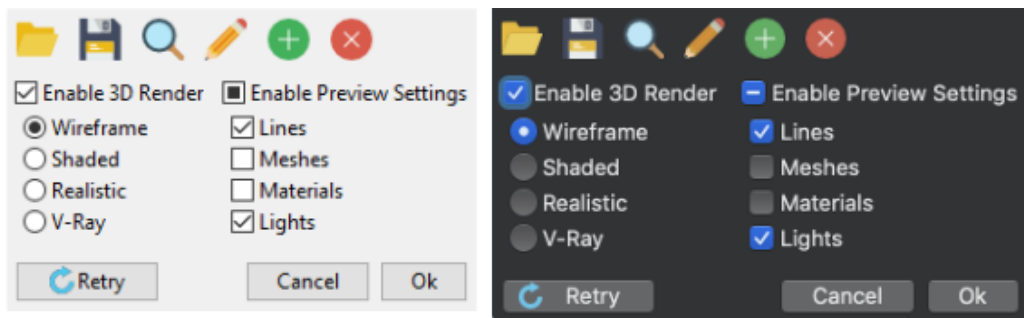 Enable 3D Render Enable Preview Settings
Wireframe Lines
Shaded Meshes
Realistic Materials
V-Ray Lights
Retry Cancel Ok
Enable 3D Render Enable Preview Settings
Wireframe Lines
Shaded Meshes
Realistic Materials
V-Ray Lights
Retry Cancel Ok